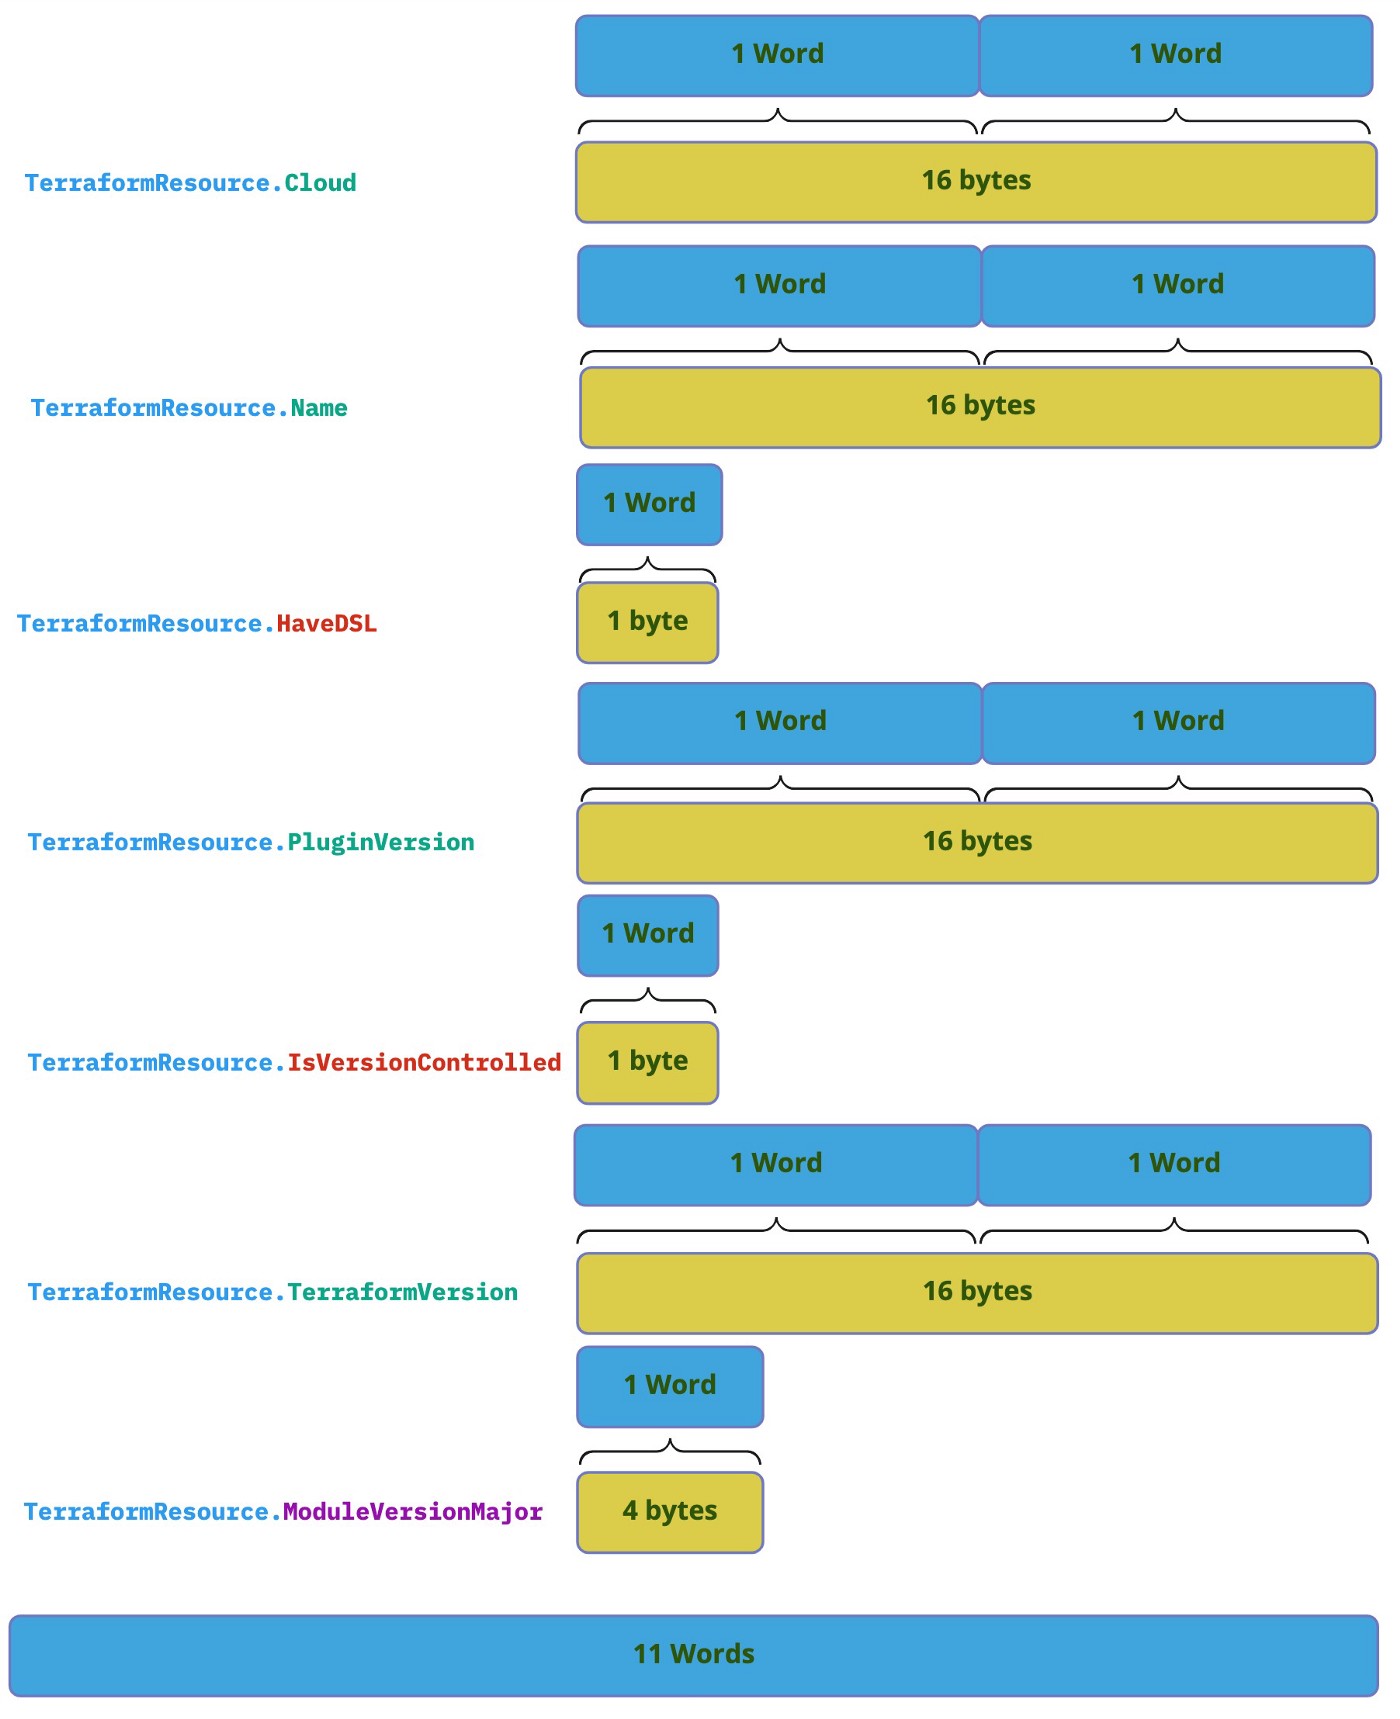 1 Word 1 Word
TerraformResource.Cloud 16 bytes
1 Word 1 Word
TerraformResource.Name 16 bytes
1 Word
TerraformResource.HaveDSL 1 byte
1 Word 1 Word
TerraformResource.PluginVersion 16 bytes
1 Word
TerraformResource.IsVersionControlled 1 byte
1 Word 1 Word
TerraformResource.TerraformVersion 16 bytes
1 Word
TerraformResource.ModuleVersionMajor 4 bytes
11 Words